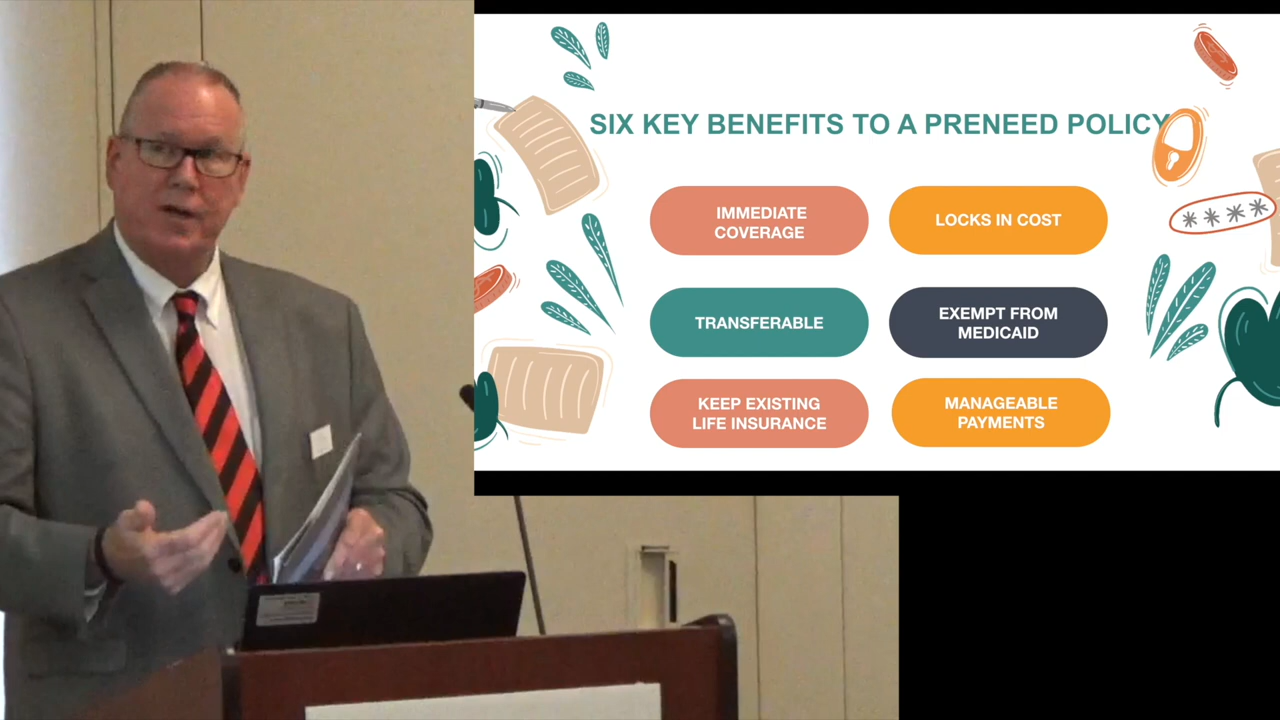 SIX KEY BENEFITS TO A PRENEED POLICY
IMMEDIATE
COVERAGE
LOCKS IN COST
TRANSFERABLE
EXEMPT FROM
MEDICAID
KEEP EXISTING
LIFE INSURANCE
MANAGEABLE
PAYMENTS
****